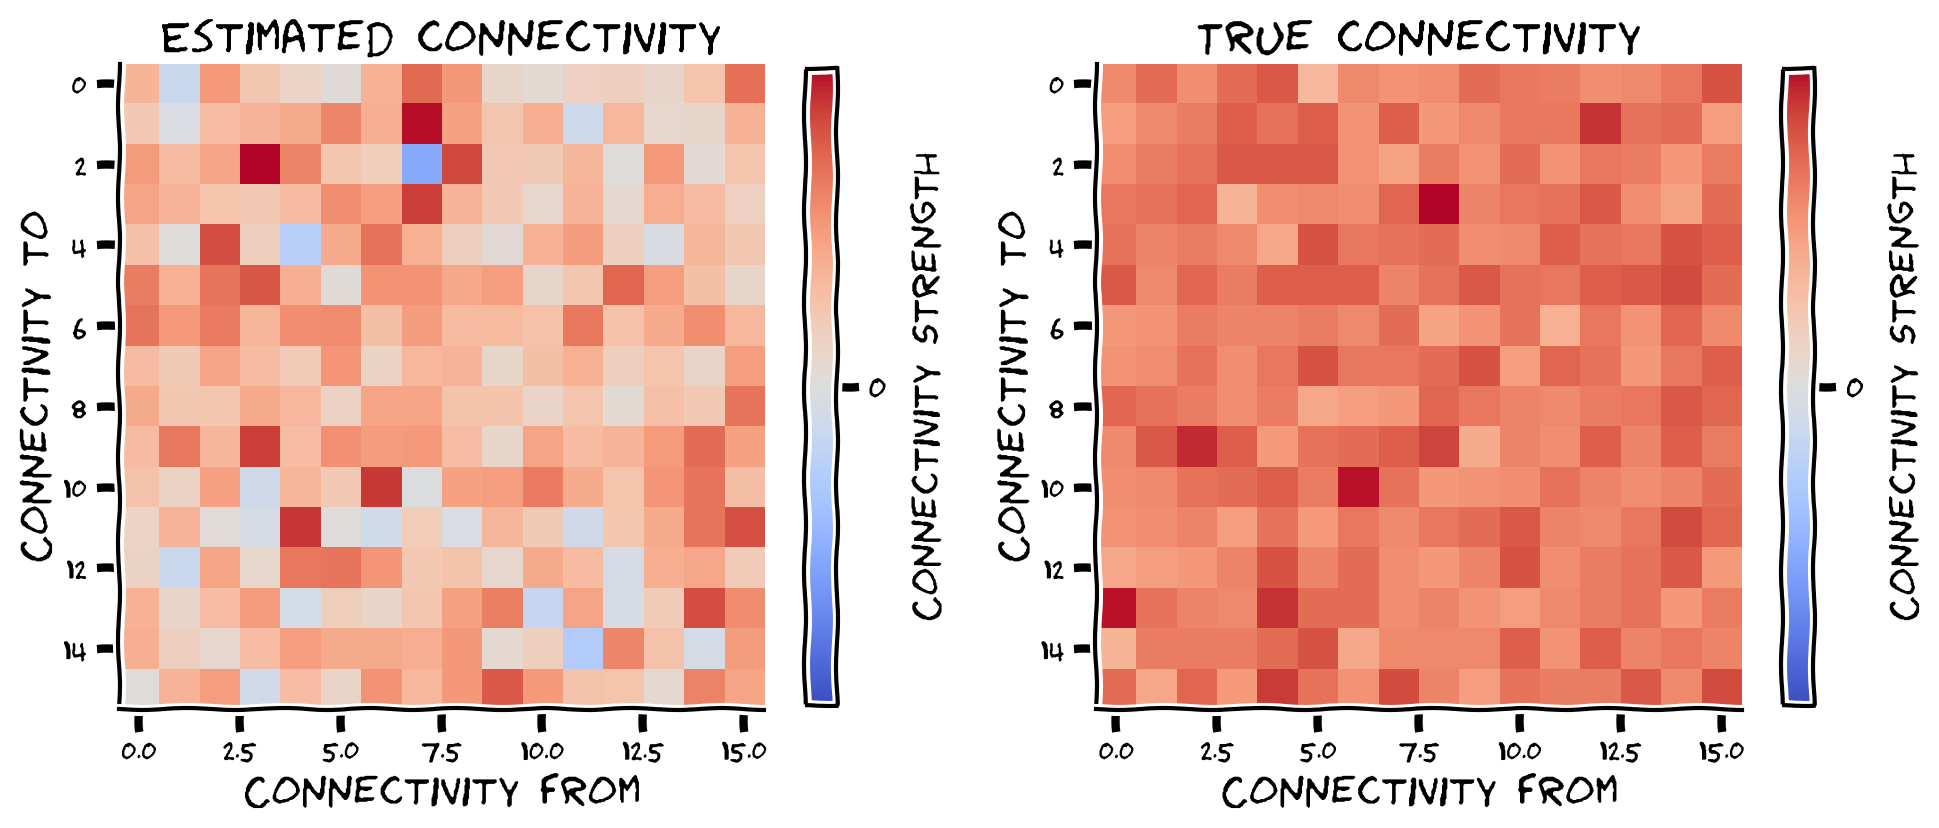 ESTIMATED CONNECTIVITY
CONNECTIVITY TO
0
2
4
6
8
10
12
14
0.0 2.5 5.0 7.5 10.0 12.5 15.0
CONNECTIVITY FROM
0
CONNECTIVITY STRENGTH
TRUE CONNECTIVITY
CONNECTIVITY TO
0
2
4
6
8
10
12
14
0.0 2.5 5.0 7.5 10.0 12.5 15.0
CONNECTIVITY FROM
0
CONNECTIVITY STRENGTH